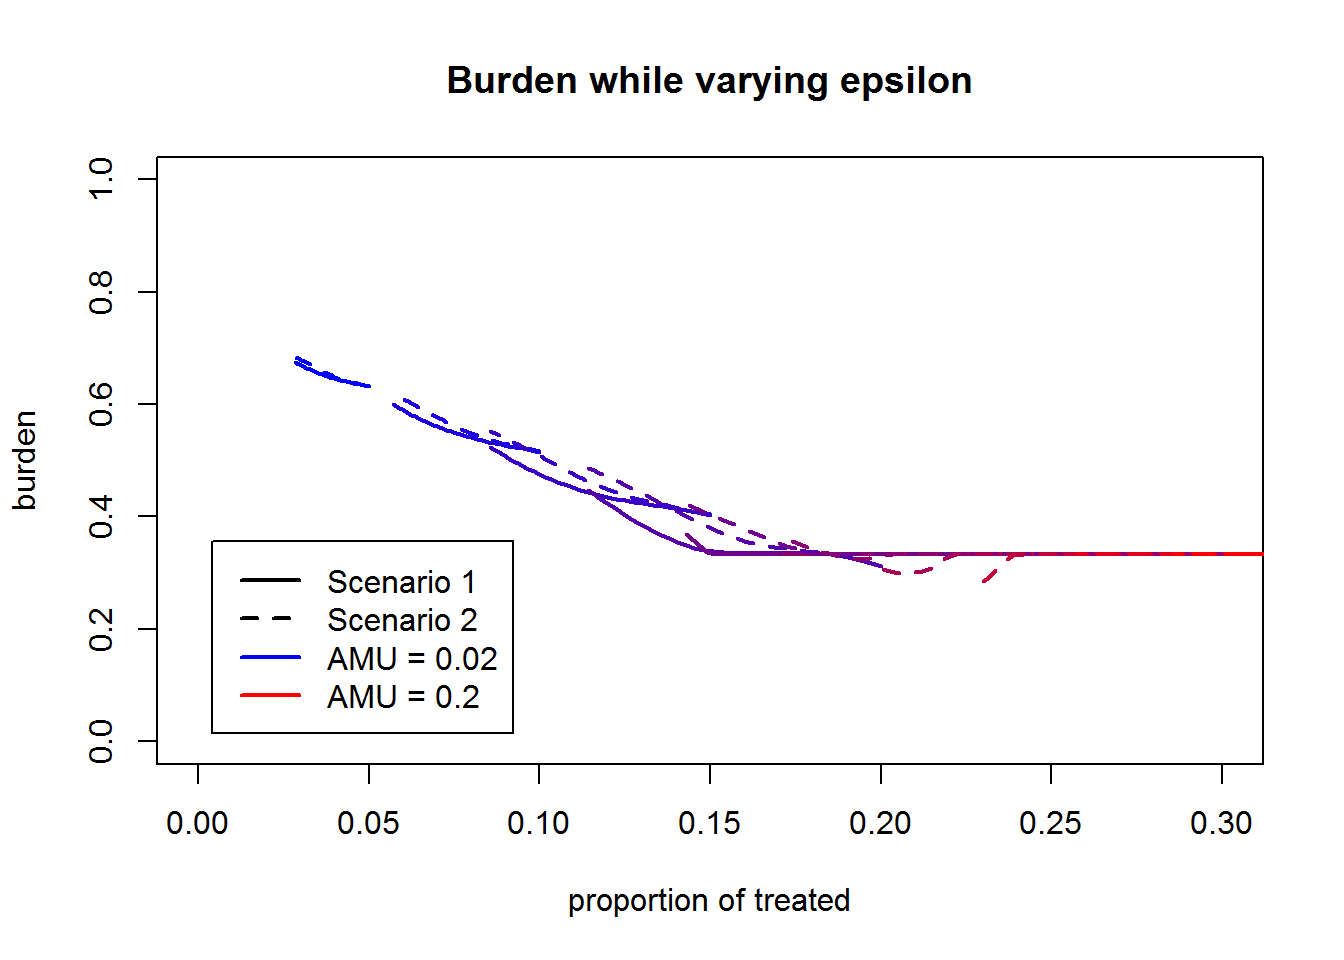 Burden while varying epsilon
1.0
0.8
0.6
0.4
0.2
0.0
burden
Scenario 1
Scenario 2
AMU = 0.02
AMU = 0.2
0.00 0.05 0.10 0.15 0.20 0.25 0.30
proportion of treated